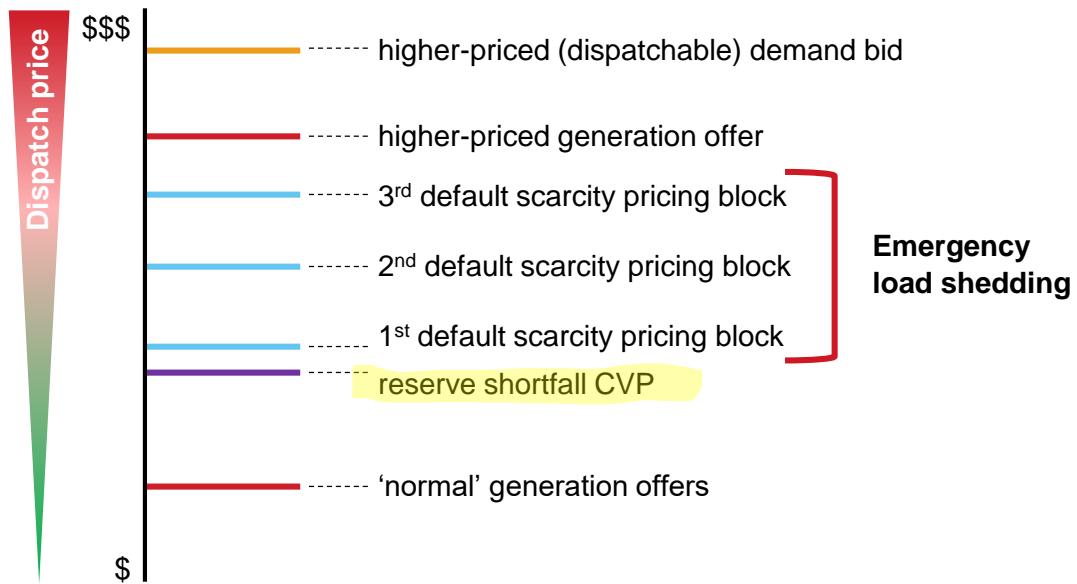 Dispatch price
$$$
higher-priced (dispatchable) demand bid
higher-priced generation offer
3rd default scarcity pricing block
2nd default scarcity pricing block
Emergency
load shedding
1st default scarcity pricing block
reserve shortfall CVP
‘normal’ generation offers
$